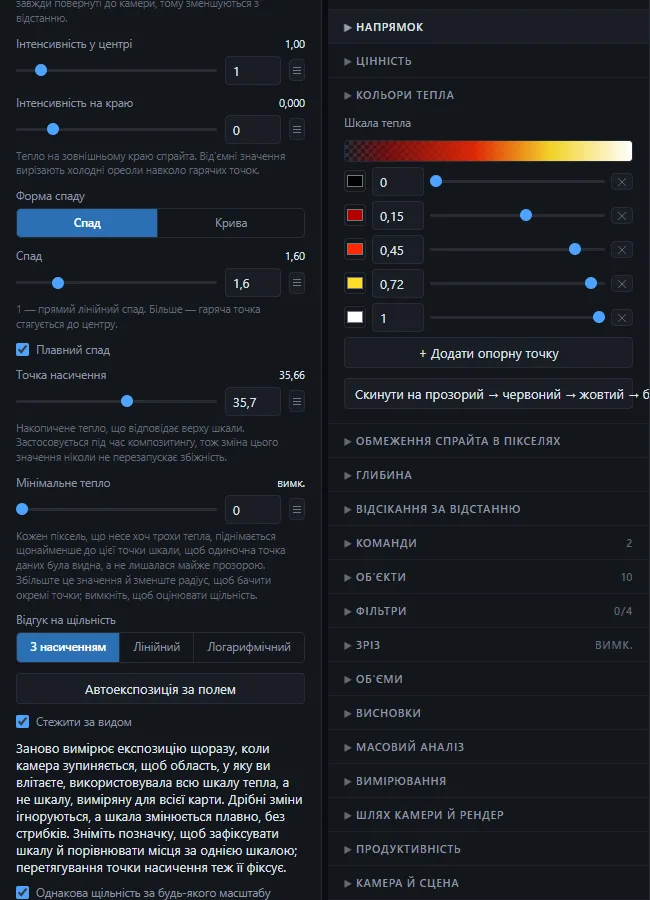 завжди повернуті до камери, тому зменшуються з
відстанню.
Інтенсивність у центрі 1,00
1
Інтенсивність на краю 0,000
0
Тепло на зовнішньому краю спрайта. Від'ємні значення
вирізають холодні ореоли навколо гарячих точок.
Форма спаду
Спад Крива
Спад 1,60
1,6
1 — прямий лінійний спад. Більше — гаряча точка
стягується до центру.
Плавний спад
Точка насичення 35,66
35,7
Накопичене тепло, що відповідає верху шкали.
Застосовується під час композитингу, тож зміна цього
значення ніколи не перезапускає збіжність.
Мінімальне тепло вимк.
0
Кожен піксель, що несе хоч трохи тепла, піднімається
щонайменше до цієї точки шкали, щоб одиночна точка
даних була видна, а не лишалася майже прозорою.
Збільште це значення й зменште радіус, щоб бачити
окремі точки; вимкніть, щоб оцінювати щільність.
Відгук на щільність
З насиченням Лінійний Логарифмічний
Автоекспозиція за полем
Стежити за видом
Заново вимірює експозицію щоразу, коли
камера зупиняється, щоб область, у яку ви
влітаєте, використовувала всю шкалу тепла, а
не шкалу, виміряну для всієї карти. Дрібні зміни
ігноруються, а шкала змінюється плавно, без
стрибків. Зніміть позначку, щоб зафіксувати
шкалу й порівнювати місця за однією шкалою;
перетягування точки насичення теж її фіксує.
Однакова щільність за будь-якого масштабу
НАПРЯМОК
ЦІННІСТЬ
КОЛЬОРИ ТЕПЛА
Шкала тепла
0
0,15
0,45
0,72
1
+ Додати опорну точку
Скинути на прозорий → червоний → жовтий → б
ОБМЕЖЕННЯ СПРАЙТА В ПІКСЕЛЯХ
ГЛИБИНА
ВІДСІКАННЯ ЗА ВІДСТАННЮ
КОМАНДИ 2
ОБ'ЄКТИ 10
ФІЛЬТРИ 0/4
ЗРІЗ ВИМК.
ОБ'ЄМИ
ВИСНОВКИ
МАСОВИЙ АНАЛІЗ
ВИМІРЮВАННЯ
ШЛЯХ КАМЕРИ Й РЕНДЕР
ПРОДУКТИВНІСТЬ
КАМЕРА Й СЦЕНА